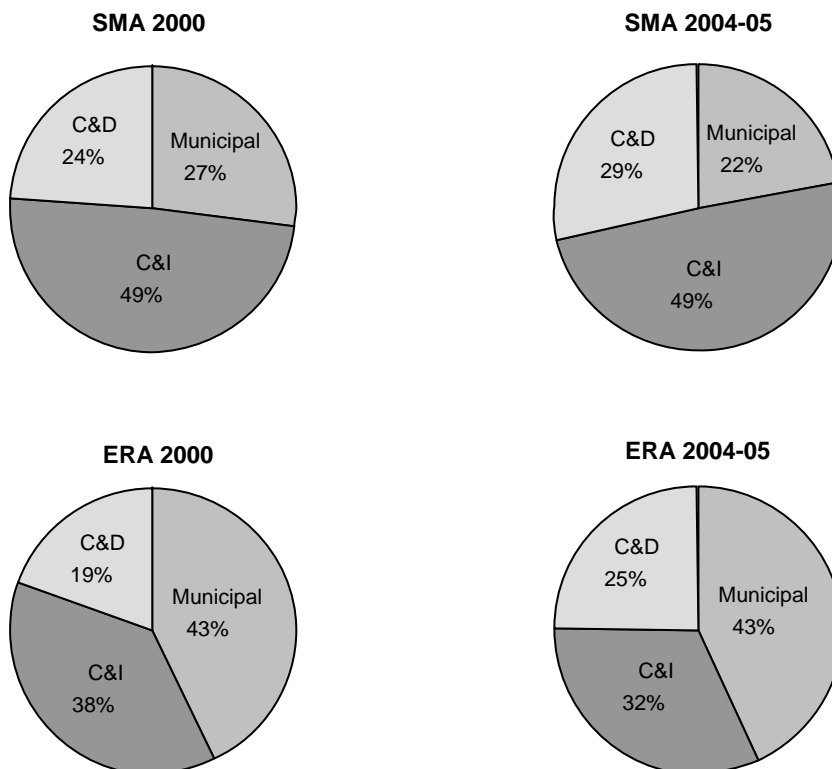 SMA 2000
C&D
24%
Municipal
27%
C&I
49%
SMA 2004-05
C&D
29%
Municipal
22%
C&I
49%
ERA 2000
C&D
19%
Municipal
43%
C&I
38%
ERA 2004-05
C&D
25%
Municipal
43%
C&I
32%